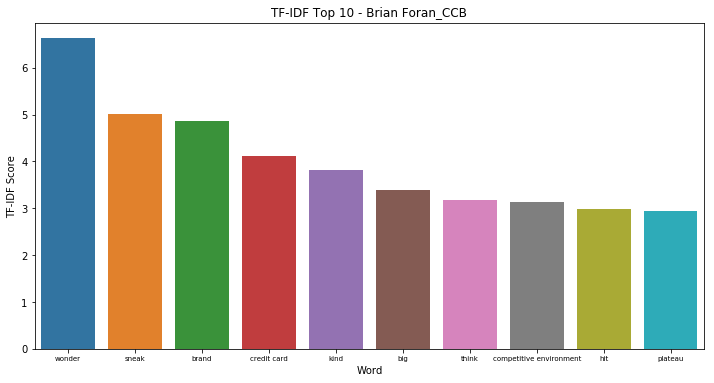 TF-IDF Top 10 - Brian Foran_CCB
TF-IDF Score
6
5
4
3
2
1
0
wonder sneak brand credit card kind big think competitive environment hit plateau
Word